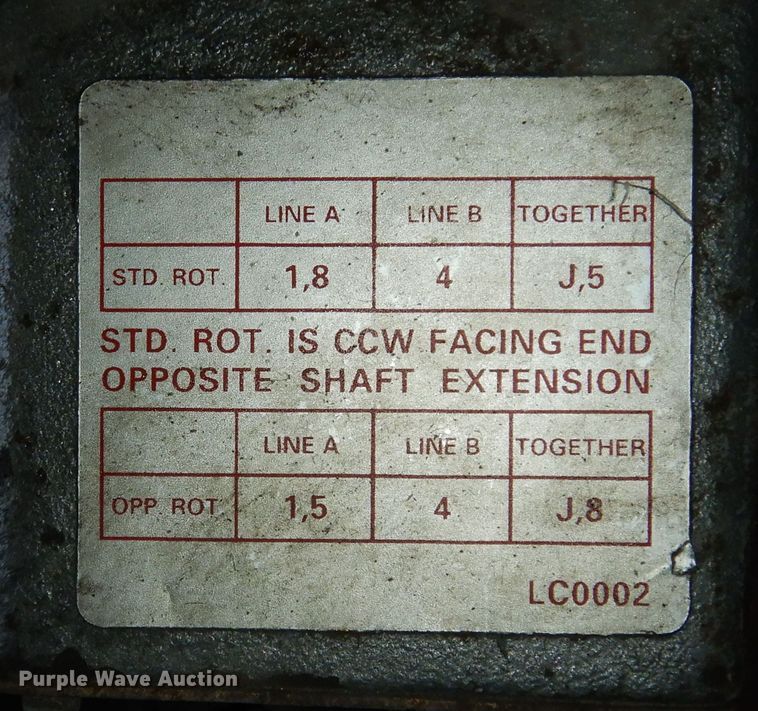 LINE A LINE B TOGETHER
STD. ROT. 1,8 4 J,5
STD. ROT. IS CCW FACING END
OPPOSITE SHAFT EXTENSION
LINE A LINE B TOGETHER
OPP. ROT. 1,5 4 J,8
LC0002
Purple Wave Auction